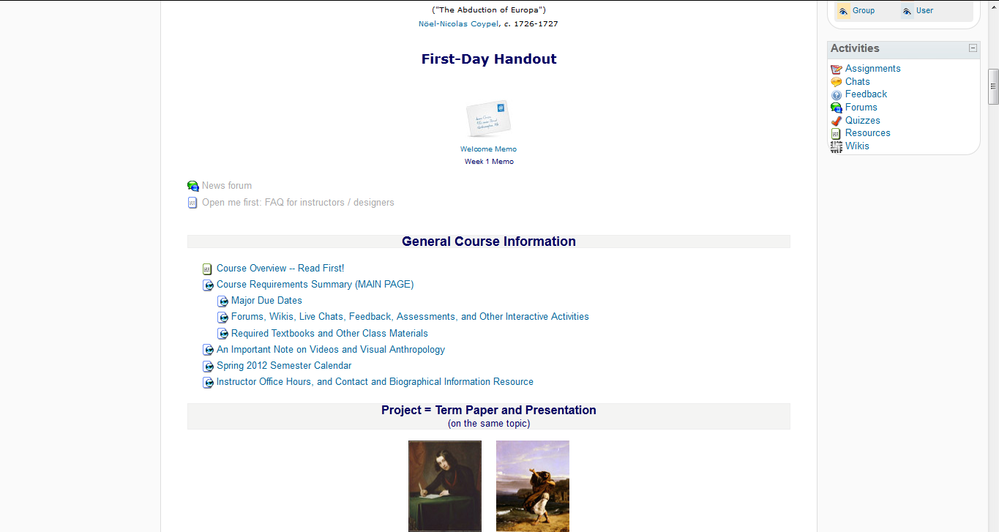 ("The Abduction of Europa")
Nöel-Nicolas Coypel, c. 1726-1727
First-Day Handout
Welcome Memo
Week 1 Memo
News forum
Open me first: FAQ for instructors / designers
General Course Information
Course Overview -- Read First!
Course Requirements Summary (MAIN PAGE)
Major Due Dates
Forums, Wikis, Live Chats, Feedback, Assessments, and Other Interactive Activities
Required Textbooks and Other Class Materials
An Important Note on Videos and Visual Anthropology
Spring 2012 Semester Calendar
Instructor Office Hours, and Contact and Biographical Information Resource
Project = Term Paper and Presentation
(on the same topic)
Group User
Activities
Assignments
Chats
Feedback
Forums
Quizzes
Resources
Wikis